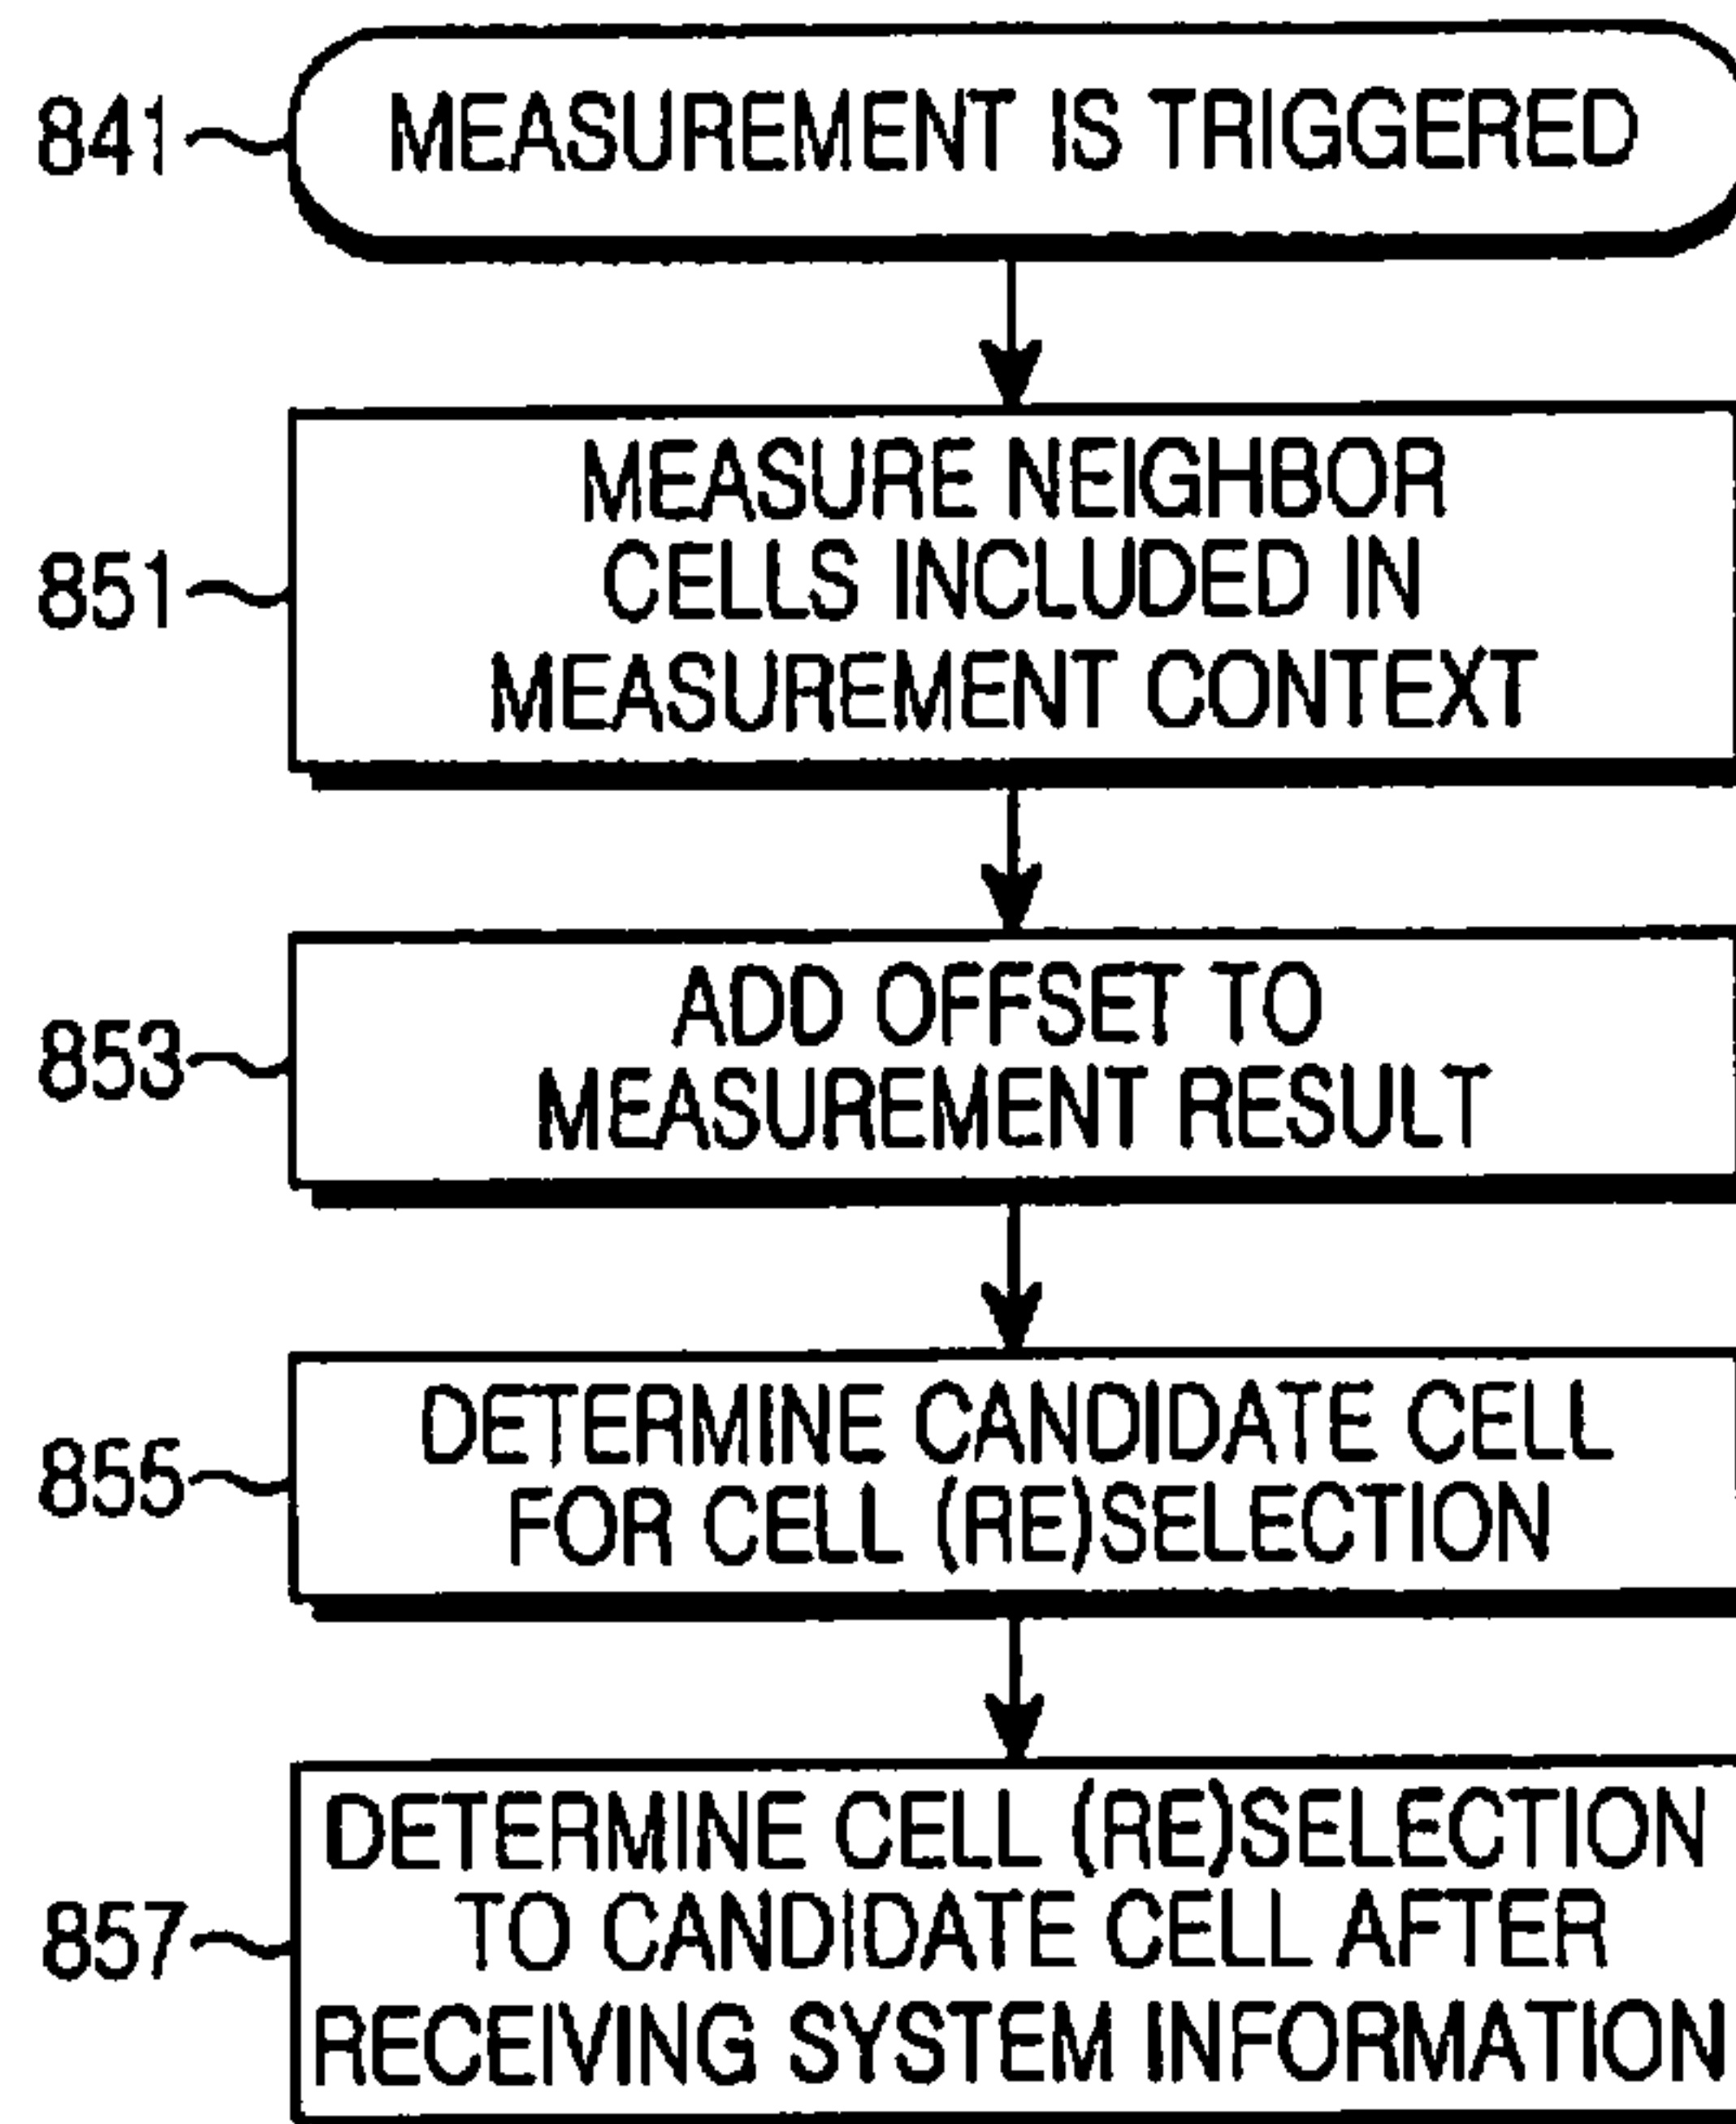 841
MEASUREMENT IS TRIGGERED
851
MEASURE NEIGHBOR
CELLS INCLUDED IN
MEASUREMENT CONTEXT
853
ADD OFFSET TO
MEASUREMENT RESULT
855
DETERMINE CANDIDATE CELL
FOR CELL (RE)SELECTION
857
DETERMINE CELL (RE)SELECTION
TO CANDIDATE CELL AFTER
RECEIVING SYSTEM INFORMATION